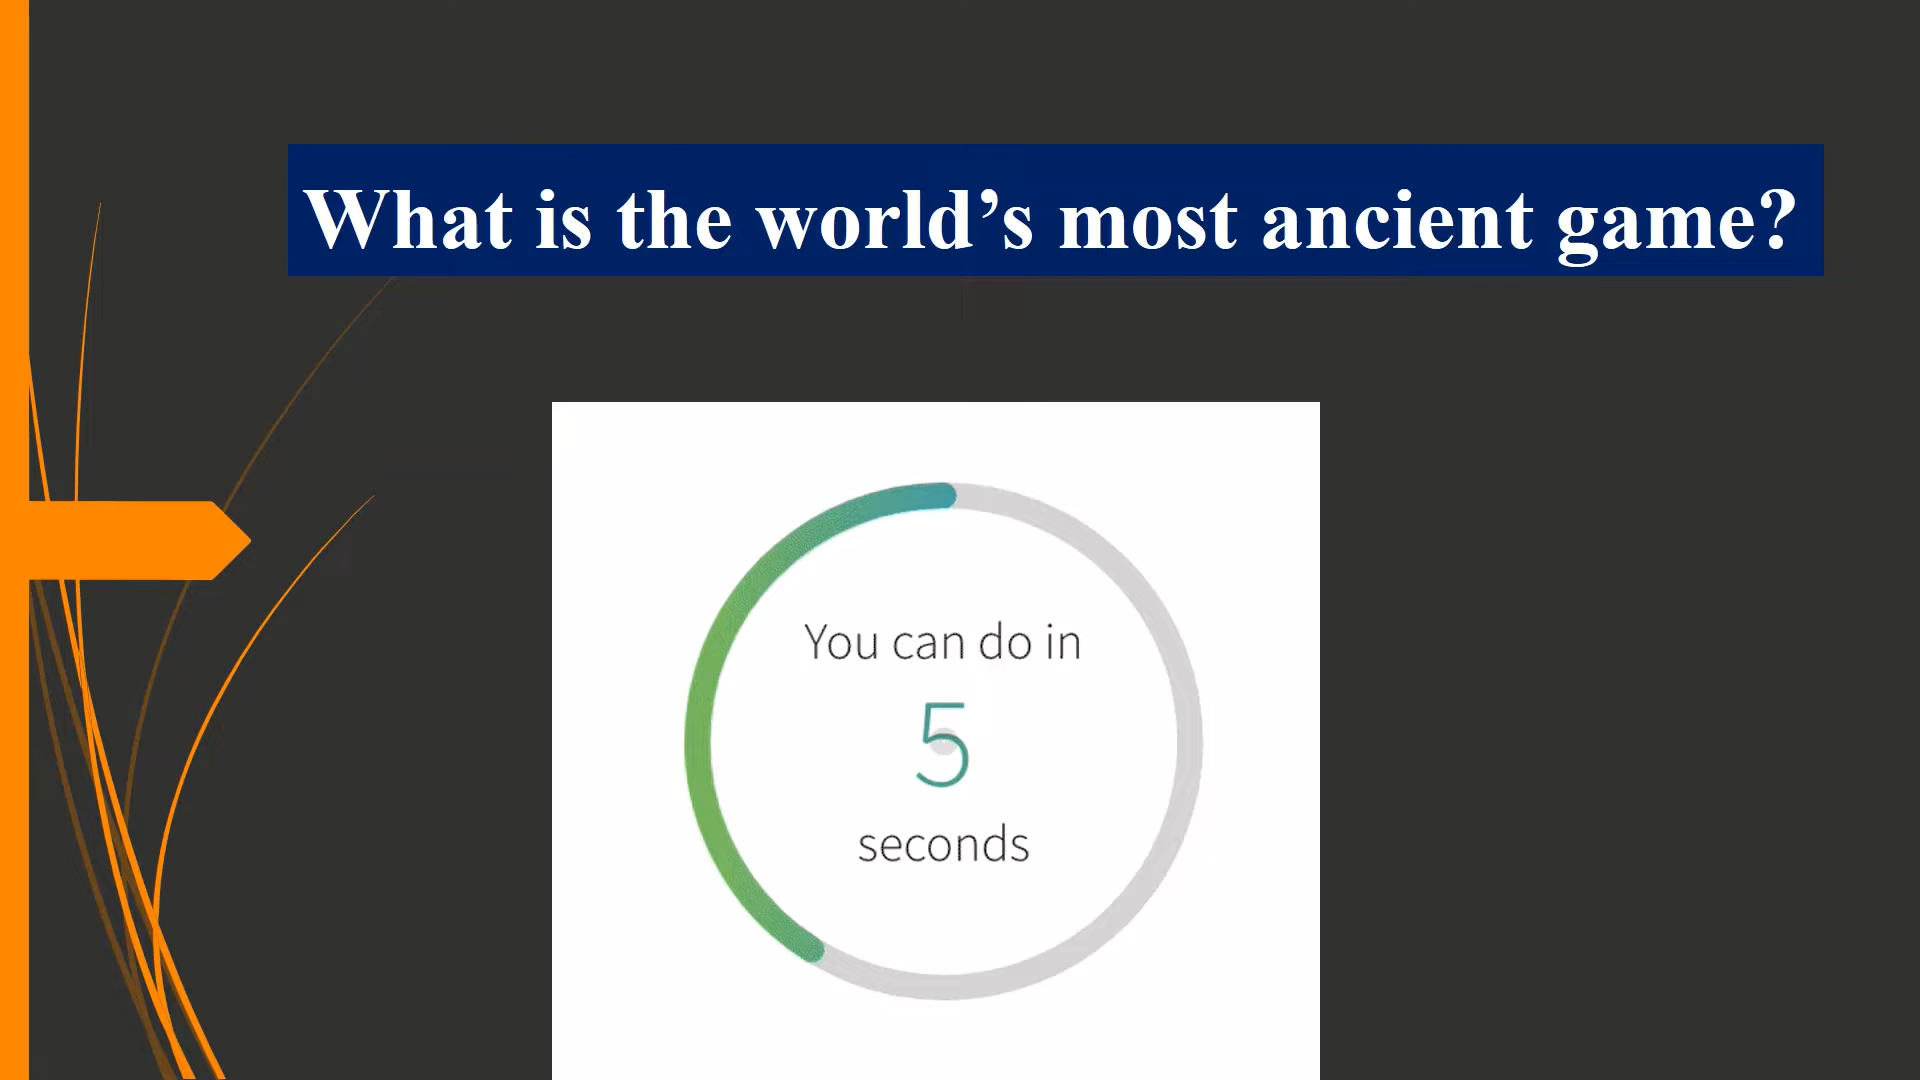 What is the world’s most ancient game?
You can do in
5
seconds